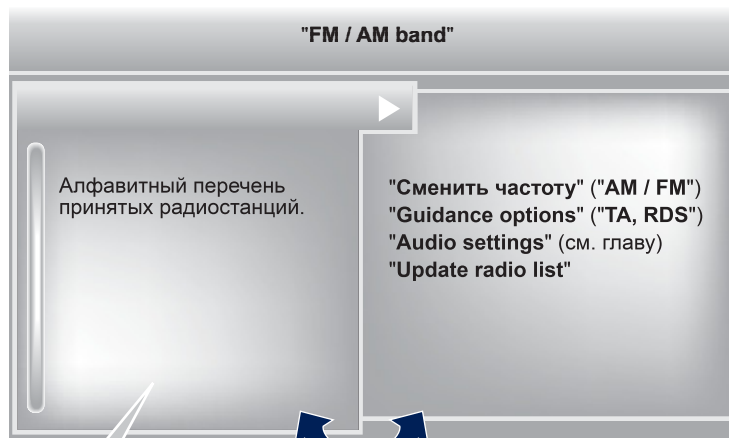 "FM / AM band"
Алфавитный перечень
принятых радиостанций.
"Сменить частоту" ("AM / FM")
"Guidance options" ("TA, RDS")
"Audio settings" (см. главу)
"Update radio list"